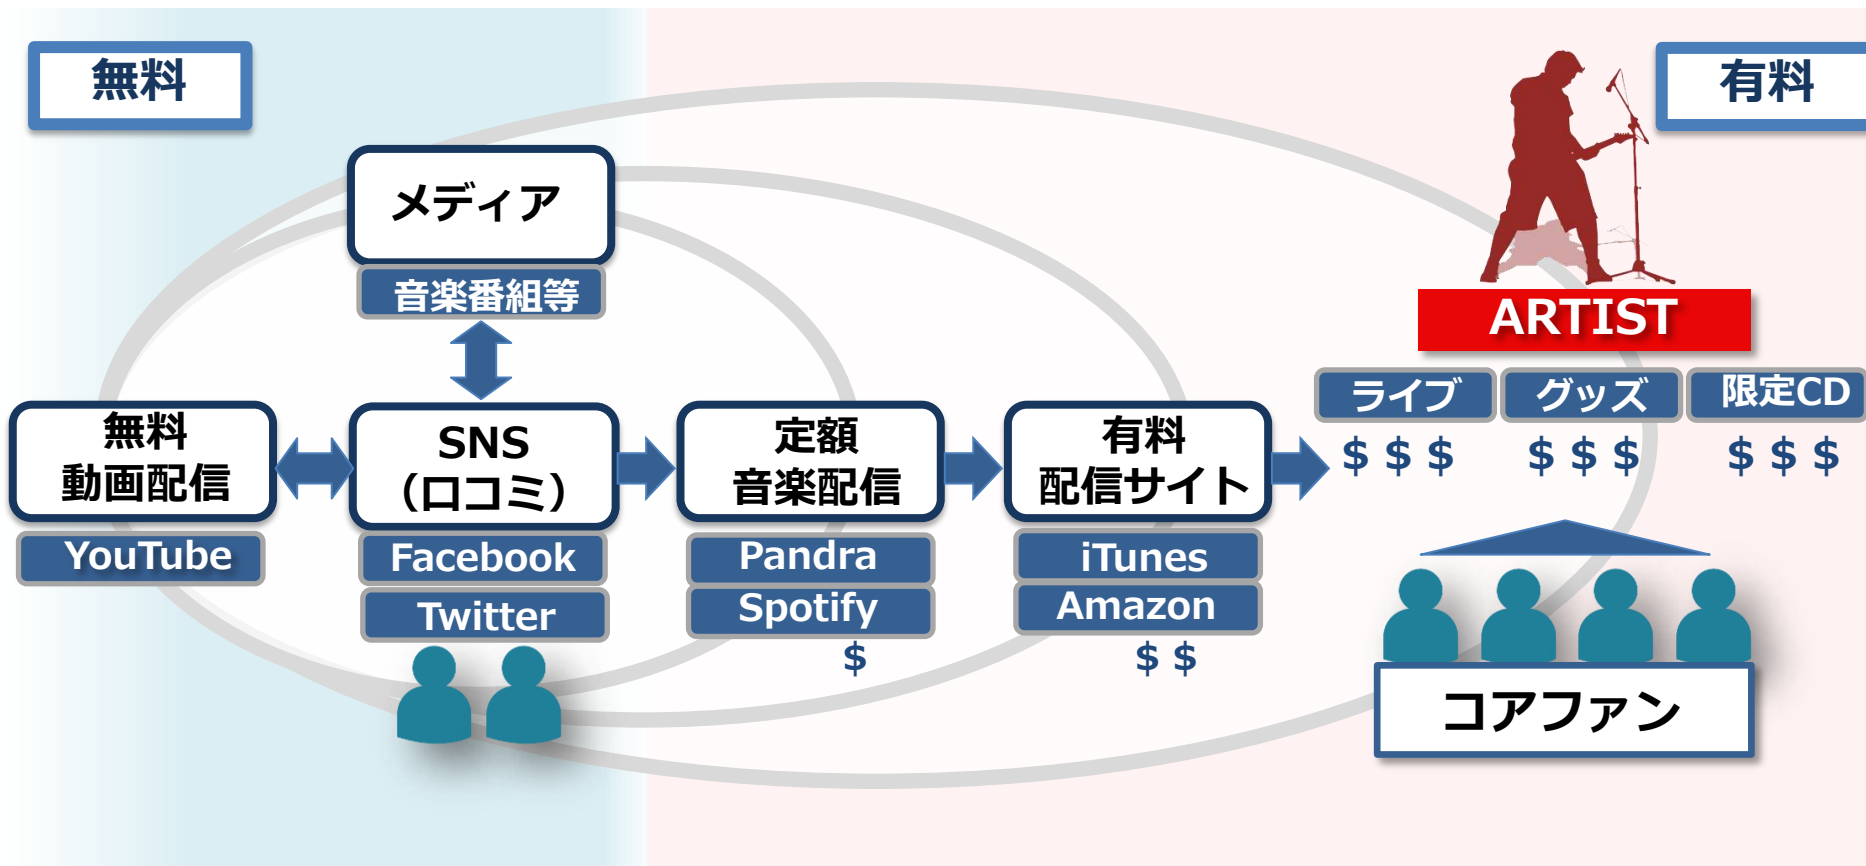 無料
有料
メディア
音楽番組等
ARTIST
ライブ
グッズ
限定CD
$ $ $
$ $ $
$ $ $
無料
動画配信
YouTube
SNS
（口コミ）
Facebook
Twitter
定額
音楽配信
Pandra
Spotify
$
有料
配信サイト
iTunes
Amazon
$ $
コアファン